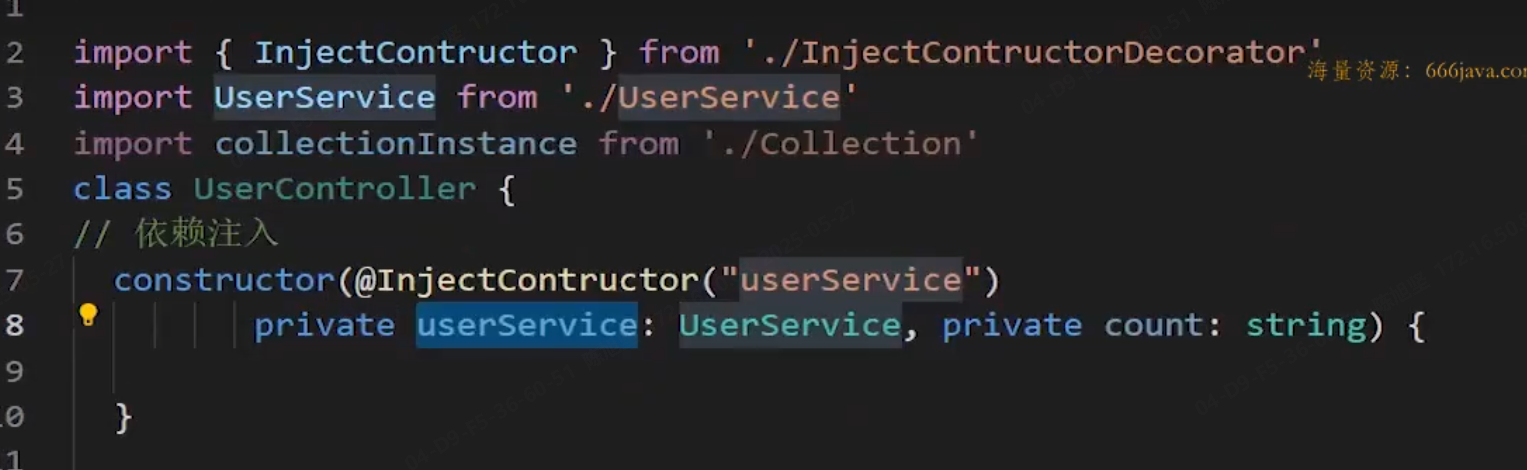 1
2 import { InjectContructor } from './InjectContructorDecorator'
海量资源：666java.com
3 import UserService from './UserService'
4 import collectionInstance from './Collection'
5 class UserController {
6 // 依赖注入
7 constructor(@InjectContructor("userService")
8 private userService: UserService, private count: string) {
9
10 }